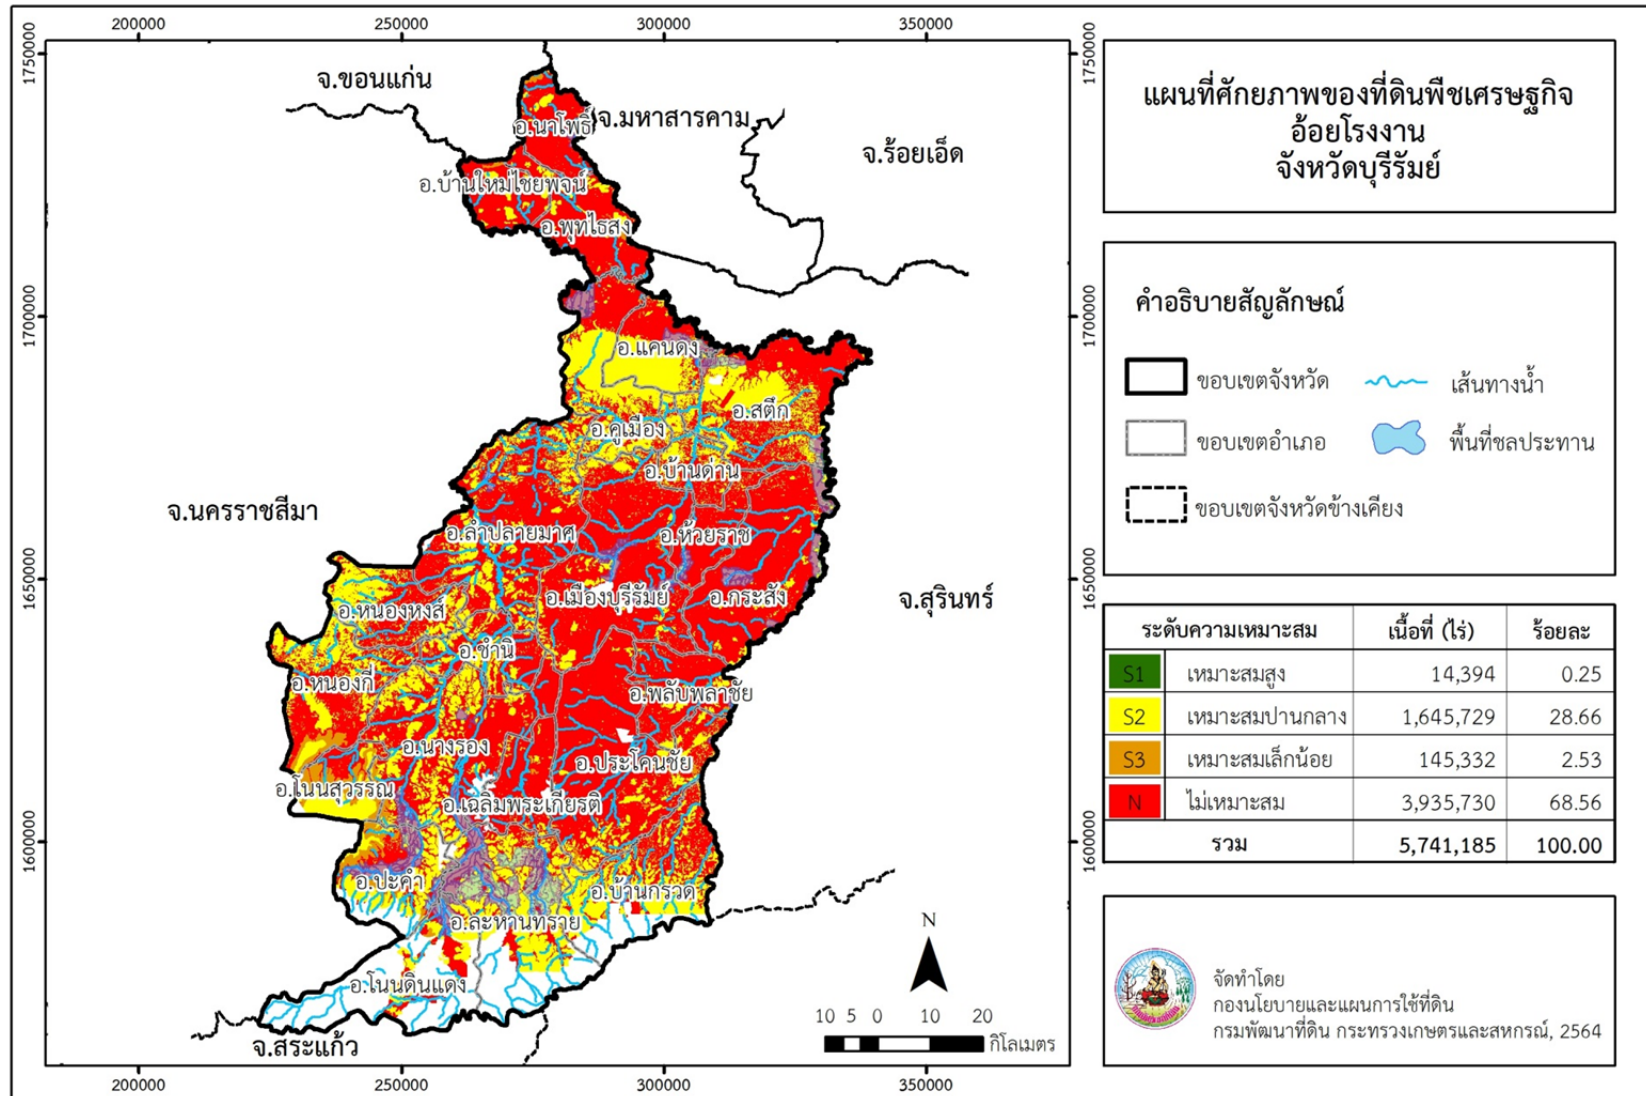 200000 250000 300000 350000
1750000 1750000
1700000 1700000
1650000 1650000
1600000 1600000
จ.ขอนแก่น
จ.มหาสารคาม
จ.ร้อยเอ็ด
อ.นาโพธิ์
อ.บ้านใหม่ไชยพจน์
อ.พุทไธสง
อ.แคนดง
อ.สตึก
อ.คูเมือง
อ.บ้านด่าน
จ.นครราชสีมา
อ.ลำปลายมาศ
อ.ห้วยราช
อ.เมืองบุรีรัมย์
อ.กระสัง
จ.สุรินทร์
อ.หนองหงส์
อ.ชำนิ
อ.หนองกี่
อ.พลับพลาชัย
อ.นางรอง
อ.ประโคนชัย
อ.โนนสุวรรณ
อ.เฉลิมพระเกียรติ
อ.ปะคำ
อ.บ้านกรวด
อ.ละหานทราย
อ.โนนดินแดง
จ.สระแก้ว
N
10 5 0 10 20
กิโลเมตร
200000 250000 300000 350000
แผนที่ศักยภาพของที่ดินพืชเศรษฐกิจ
อ้อยโรงงาน
จังหวัดบุรีรัมย์
คำอธิบายสัญลักษณ์
ขอบเขตจังหวัด เส้นทางน้ำ
ขอบเขตอำเภอ พื้นที่ชลประทาน
ขอบเขตจังหวัดข้างเคียง
ระดับความเหมาะสม เนื้อที่ (ไร่) ร้อยละ
S1 เหมาะสมสูง 14,394 0.25
S2 เหมาะสมปานกลาง 1,645,729 28.66
S3 เหมาะสมเล็กน้อย 145,332 2.53
N ไม่เหมาะสม 3,935,730 68.56
รวม 5,741,185 100.00
จัดทำโดย
กองนโยบายและแผนการใช้ที่ดิน
กรมพัฒนาที่ดิน กระทรวงเกษตรและสหกรณ์, 2564